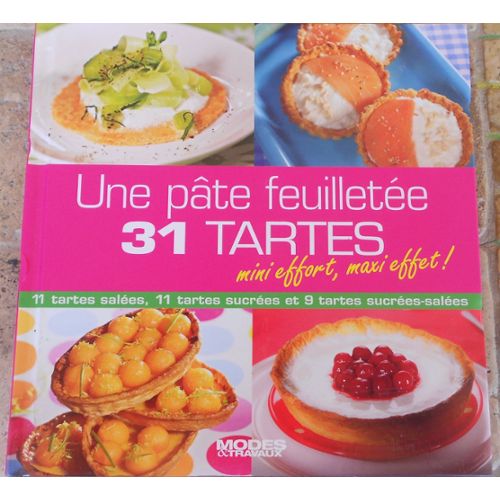 Une pâte feuilletée
31 TARTES
mini effort, maxi effet !
11 tartes salées, 11 tartes sucrées et 9 tartes sucrées-salées
MODES
&TRAVAUX